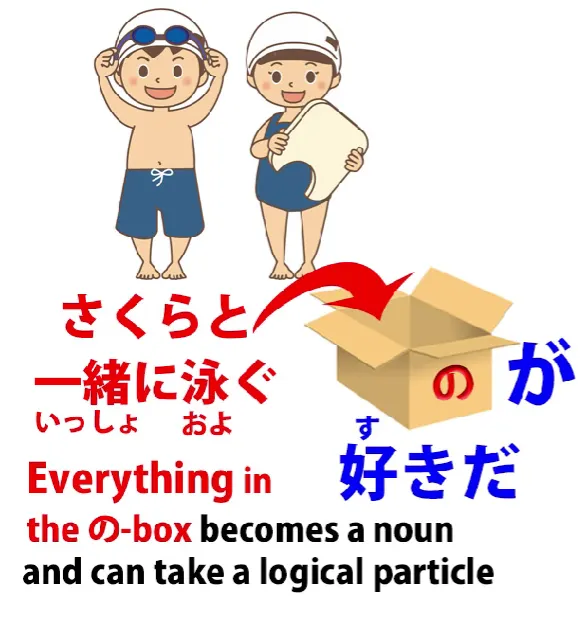 さくらと
一緒に泳ぐ
いっしょ およ
の
が
す
好きだ
Everything in
the の-box becomes a noun
and can take a logical particle